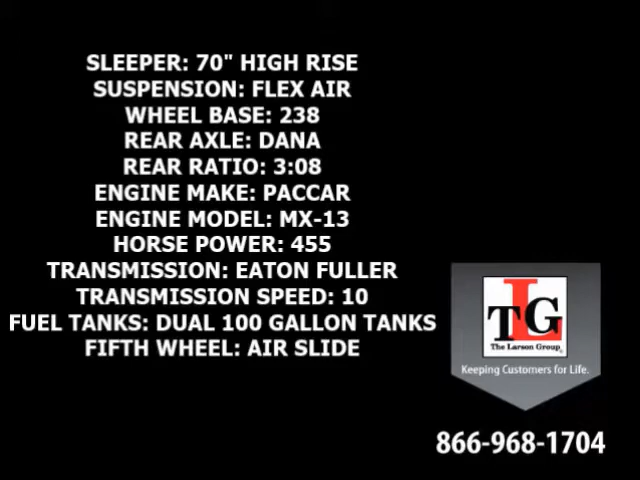 SLEEPER: 70" HIGH RISE
SUSPENSION: FLEX AIR
WHEEL BASE: 238
REAR AXLE: DANA
REAR RATIO: 3:08
ENGINE MAKE: PACCAR
ENGINE MODEL: MX-13
HORSE POWER: 455
TRANSMISSION: EATON FULLER
TRANSMISSION SPEED: 10
FUEL TANKS: DUAL 100 GALLON TANKS
FIFTH WHEEL: AIR SLIDE
LTG
The Larson Group
Keeping Customers for Life.
866-968-1704